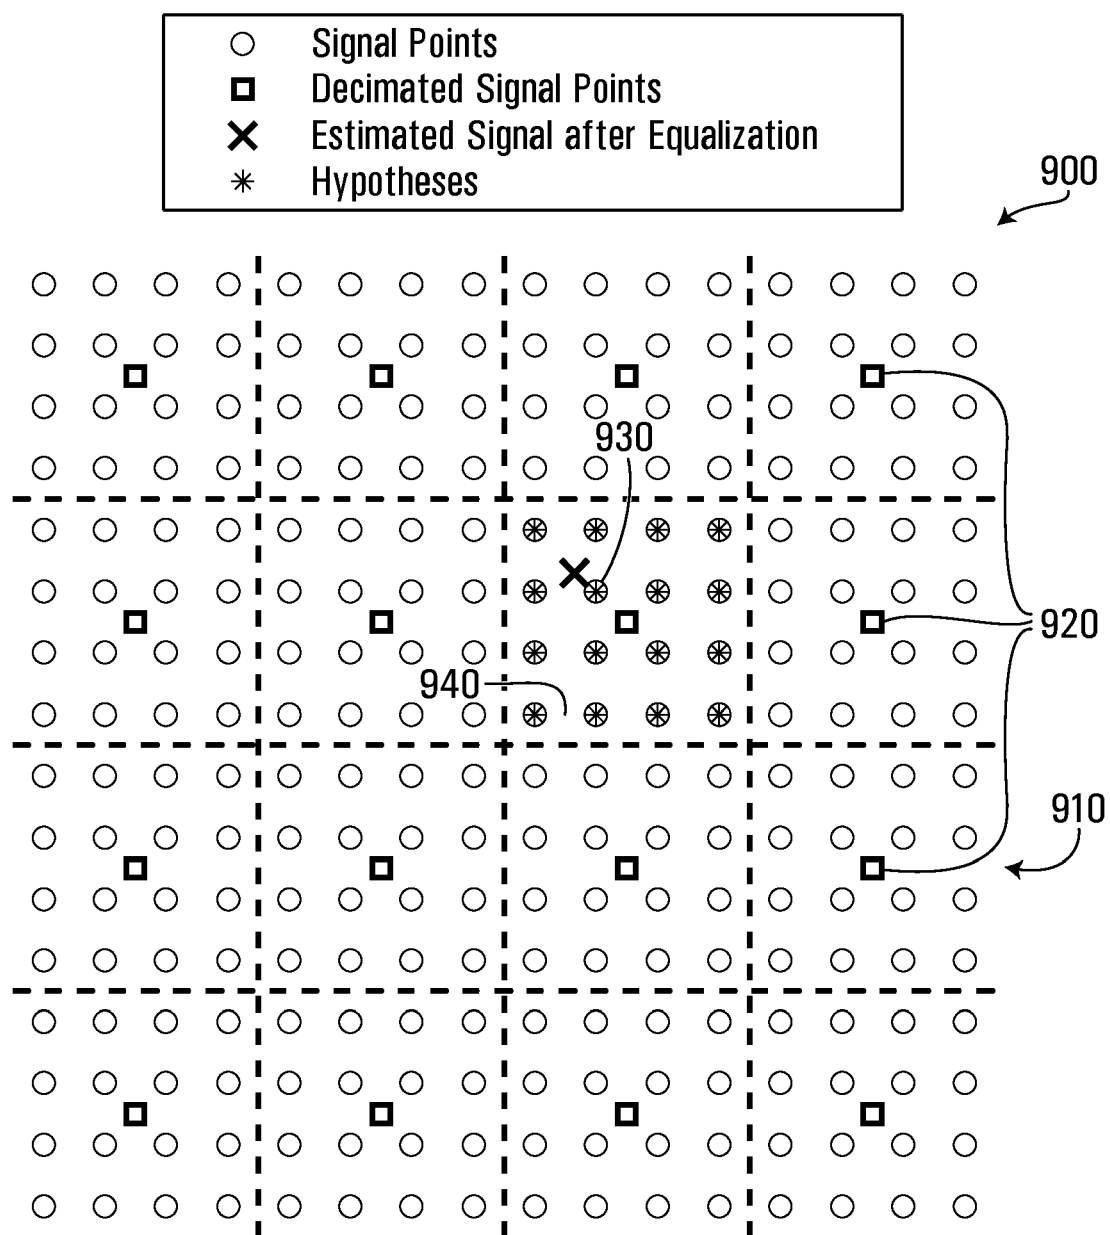 Signal Points
Decimated Signal Points
Estimated Signal after Equalization
Hypotheses
900
930
920
940
910